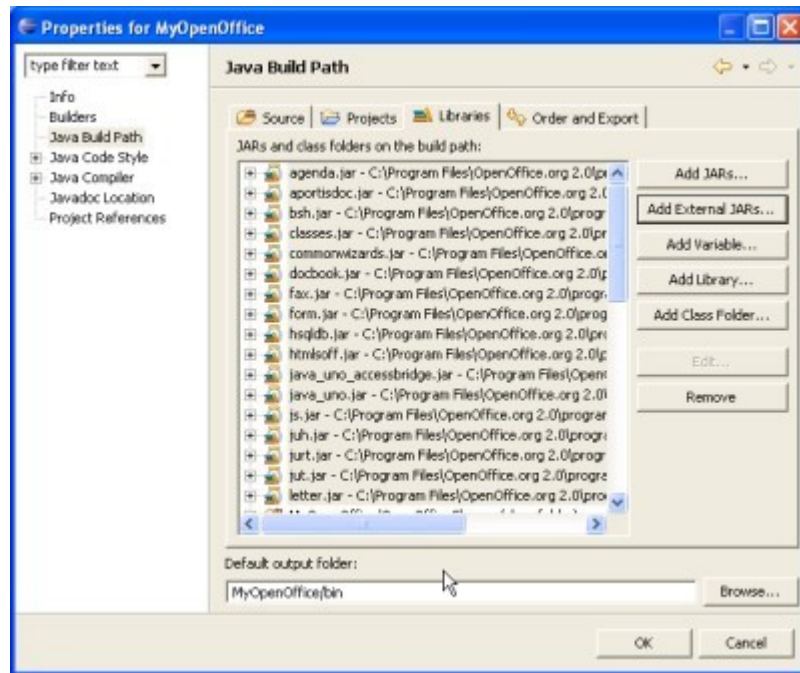 Properties for MyOpenOffice
type filter text
Info
Builders
Java Build Path
Java Code Style
Java Compiler
Javadoc Location
Project References
Java Build Path
Source
Projects
Libraries
Order and Export
JARs and class folders on the build path:
agenda.jar - C:\Program Files\OpenOffice.org 2.0\p
aportisdoc.jar - C:\Program Files\OpenOffice.org 2.
bsh.jar - C:\Program Files\OpenOffice.org 2.0\progr
classes.jar - C:\Program Files\OpenOffice.org 2.0\pr
commonwizards.jar - C:\Program Files\OpenOffice.o
docbook.jar - C:\Program Files\OpenOffice.org 2.0\p
fax.jar - C:\Program Files\OpenOffice.org 2.0\progr
form.jar - C:\Program Files\OpenOffice.org 2.0\prog
hsqldb.jar - C:\Program Files\OpenOffice.org 2.0\pr
htmlsoff.jar - C:\Program Files\OpenOffice.org 2.0\p
java_uno_accessbridge.jar - C:\Program Files\Open
java_uno.jar - C:\Program Files\OpenOffice.org 2.0\
js.jar - C:\Program Files\OpenOffice.org 2.0\program
juh.jar - C:\Program Files\OpenOffice.org 2.0\progra
jurt.jar - C:\Program Files\OpenOffice.org 2.0\progr
jut.jar - C:\Program Files\OpenOffice.org 2.0\progra
letter.jar - C:\Program Files\OpenOffice.org 2.0\pro
Add JARs...
Add External JARs...
Add Variable...
Add Library...
Add Class Folder...
Edit...
Remove
Default output folder:
MyOpenOffice/bin
Browse...
OK
Cancel